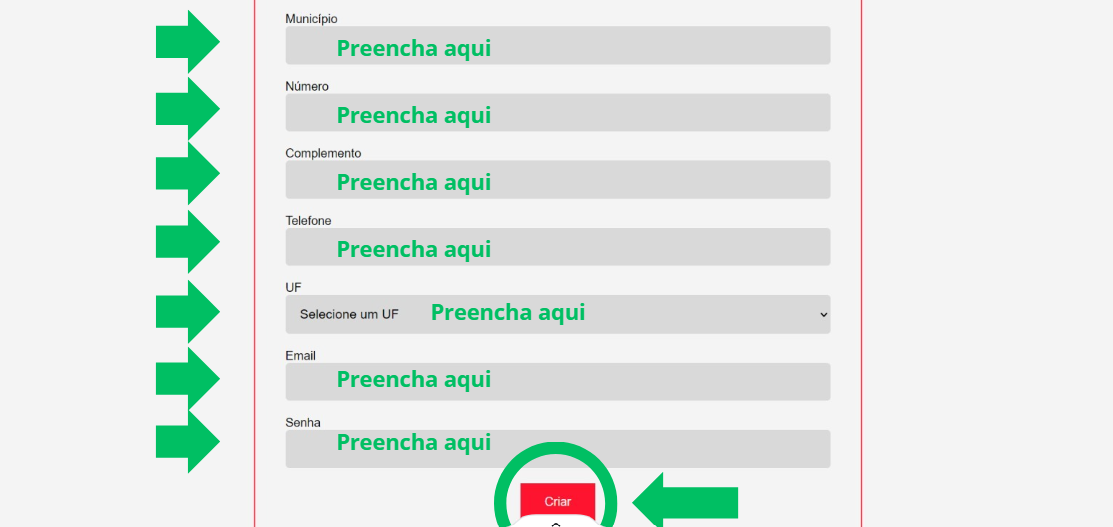 Município
Preencha aqui
Número
Preencha aqui
Complemento
Preencha aqui
Telefone
Preencha aqui
UF
Selecione um UF Preencha aqui
Email
Preencha aqui
Senha
Preencha aqui
Criar